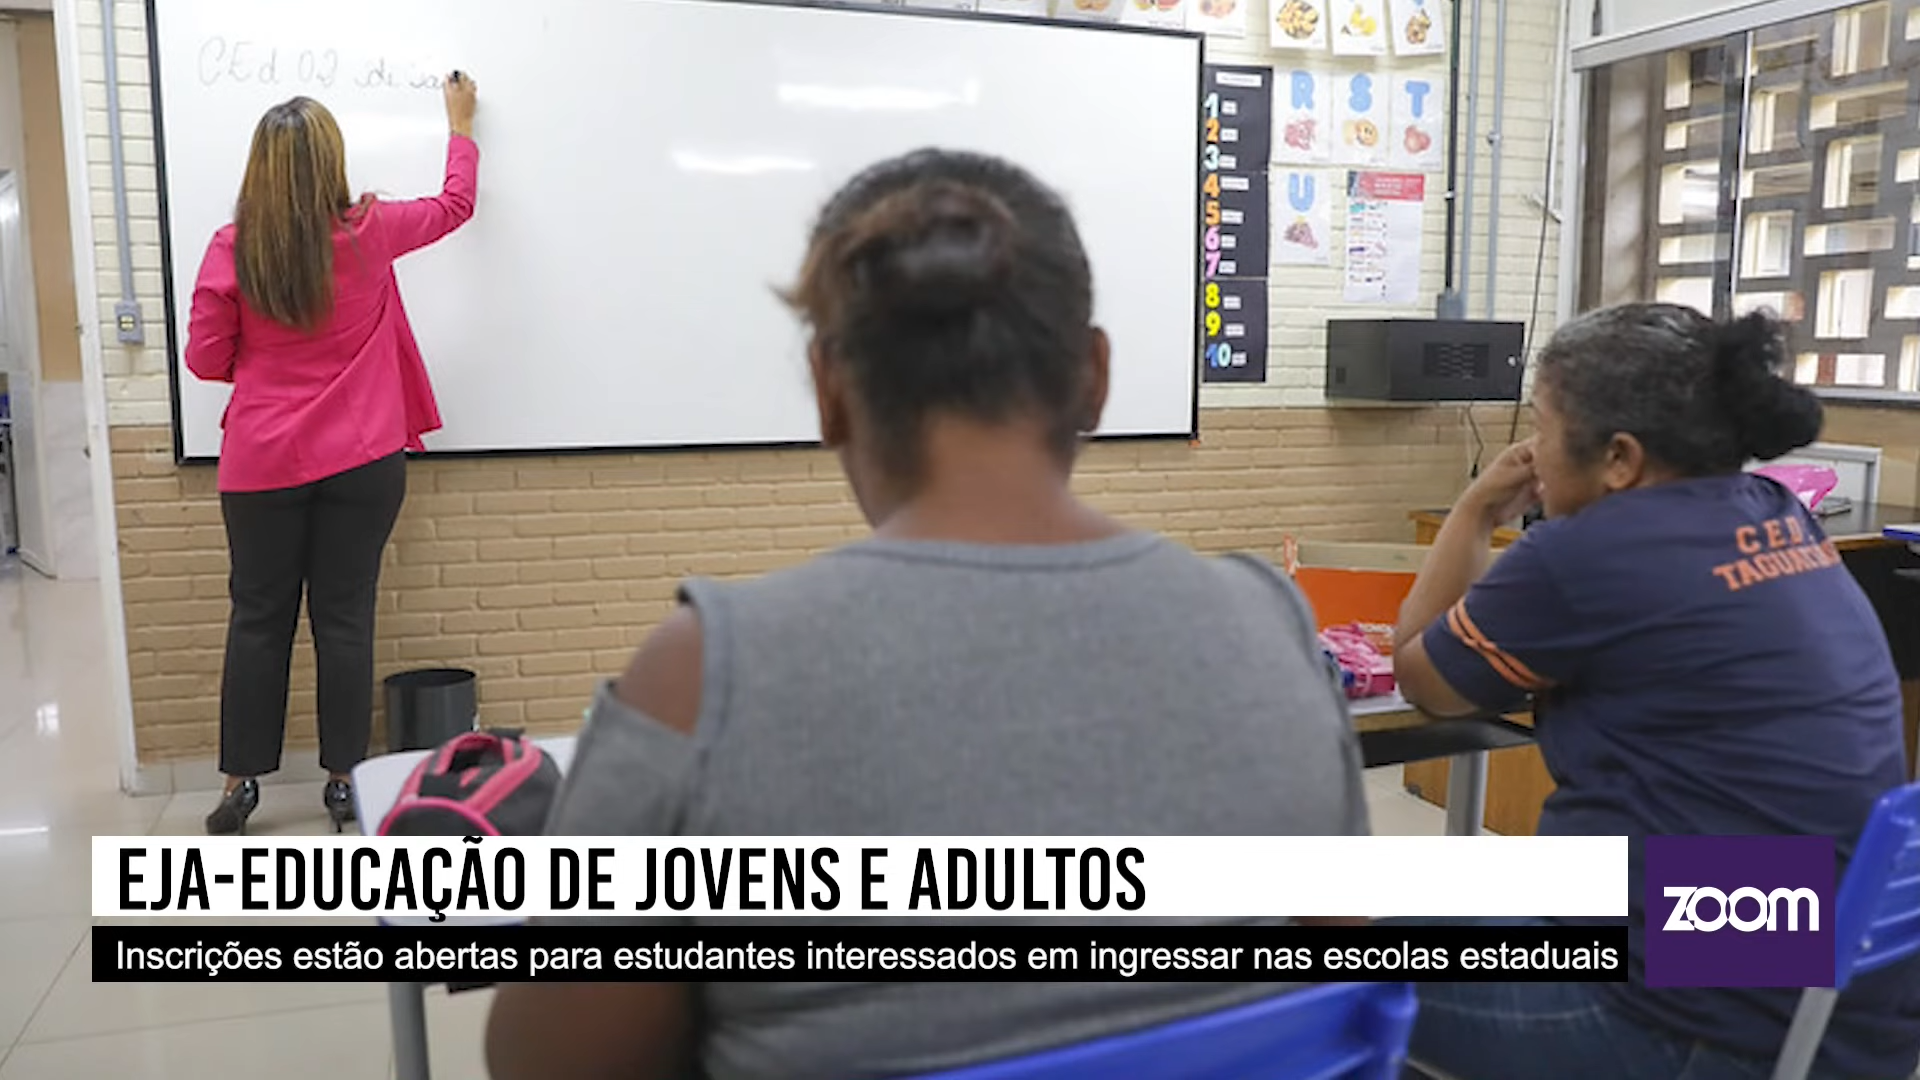 CEd 02 de
R S T
1
2
3
4
5
6
7
8
9
10
U
C.E.D.
EJA-EDUCAÇÃO DE JOVENS E ADULTOS
Inscrições estão abertas para estudantes interessados em ingressar nas escolas estaduais
zoom